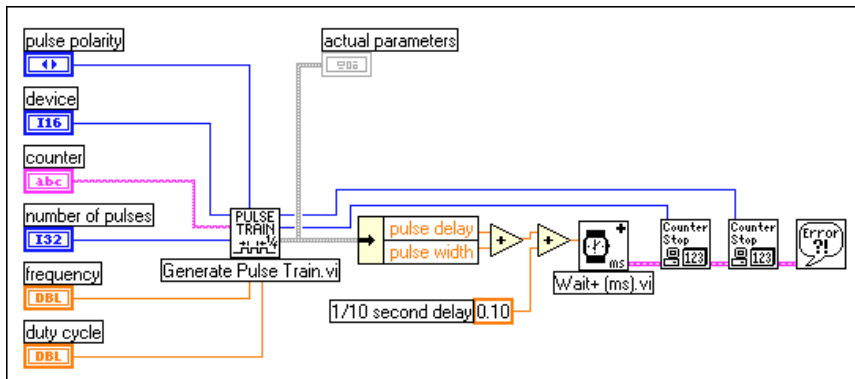 pulse polarity
actual parameters
device
I16
counter
abc
number of pulses
I32
PULSE
TRAIN
Generate Pulse Train.vi
frequency
DBL
duty cycle
DBL
pulse delay
pulse width
1/10 second delay 0.10
ms
Wait+ (ms).vi
Counter
Stop
123
Counter
Stop
123
Error
?!